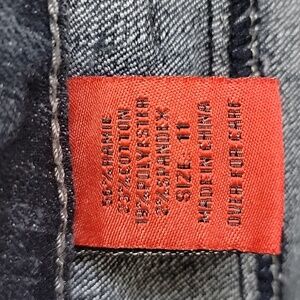 56%RAMIE
23%COTTON
19%POLYESTER
2%SPANDEX
SIZE: 11
MADE IN CHINA
OVER FOR CARE